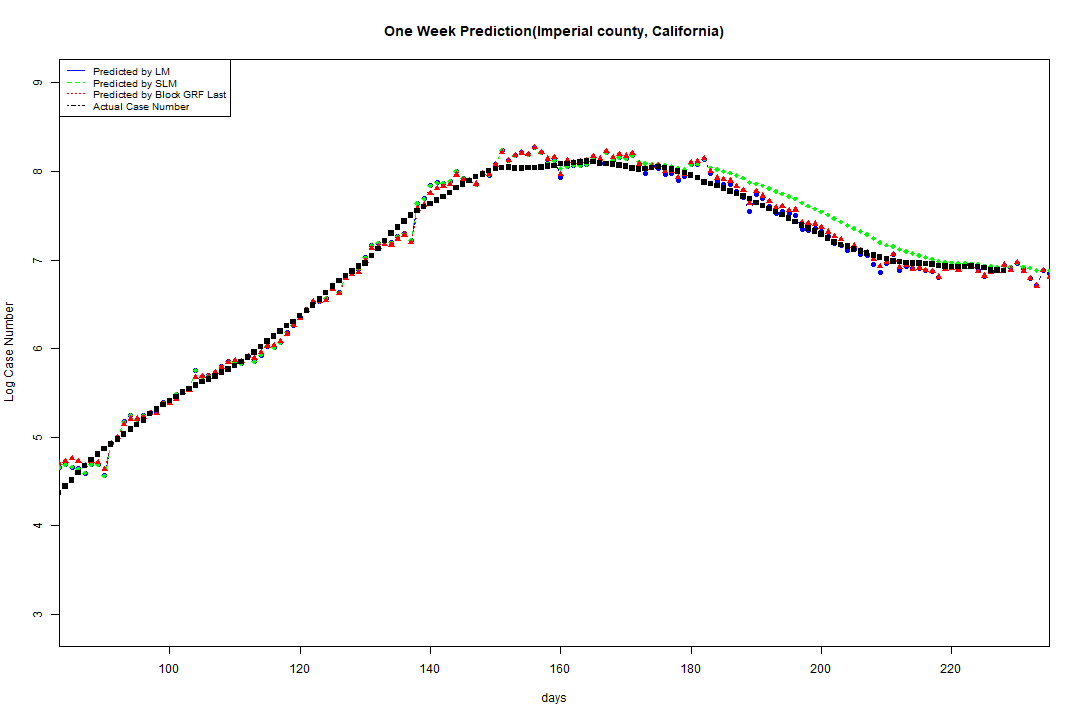 One Week Prediction(Imperial county, California)
Predicted by LM
Predicted by SLM
Predicted by Block GRF Last
Actual Case Number
9
8
7
6
5
4
3
Log Case Number
100 120 140 160 180 200 220
days